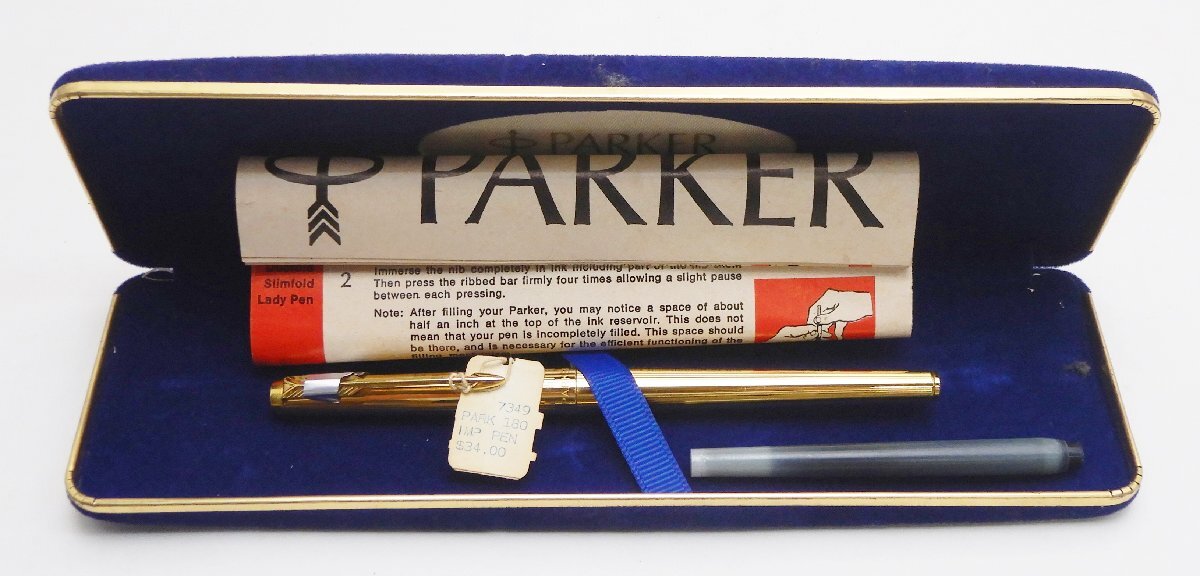 PARKER
PARKER
Slimfold
Lady Pen
2
Immerse the nib completely in ink including part of the
Then press the ribbed bar firmly four times allowing a slight pause
between each pressing.
Note: After filling your Parker, you may notice a space of about
half an inch at the top of the ink reservoir. This does not
mean that your pen is incompletely filled. This space should
be there, and is necessary for the efficient functioning of the
7349
PARK 180
IMP PEN
$34.00